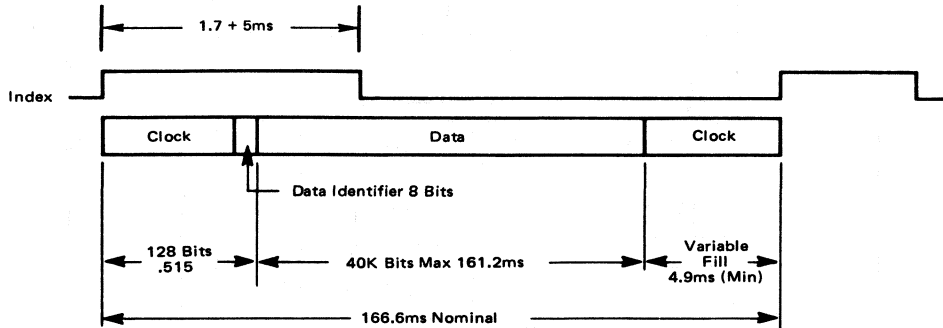 1.7 + 5ms
Index
Clock
Data
Clock
Data Identifier 8 Bits
128 Bits
.515
40K Bits Max 161.2ms
Variable
Fill
4.9ms (Min)
166.6ms Nominal